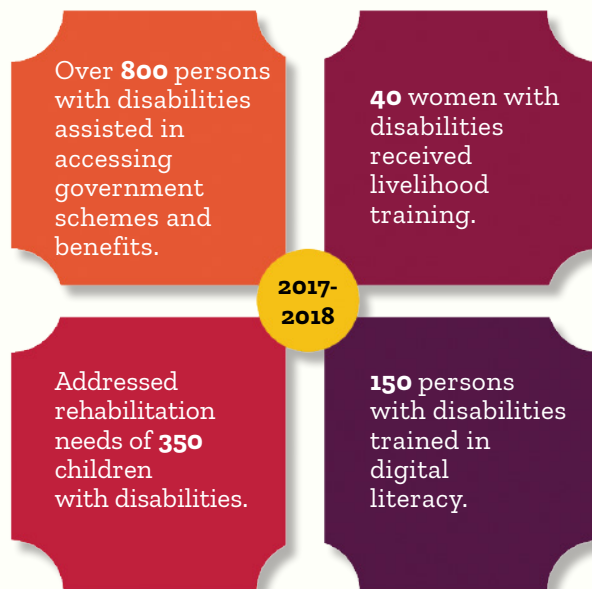 Over 800 persons
with disabilities
assisted in
accessing
government
schemes and
benefits.
40 women with
disabilities
received
livelihood
training.
2017-
2018
Addressed
rehabilitation
needs of 350
children
with disabilities.
150 persons
with disabilities
trained in
digital
literacy.